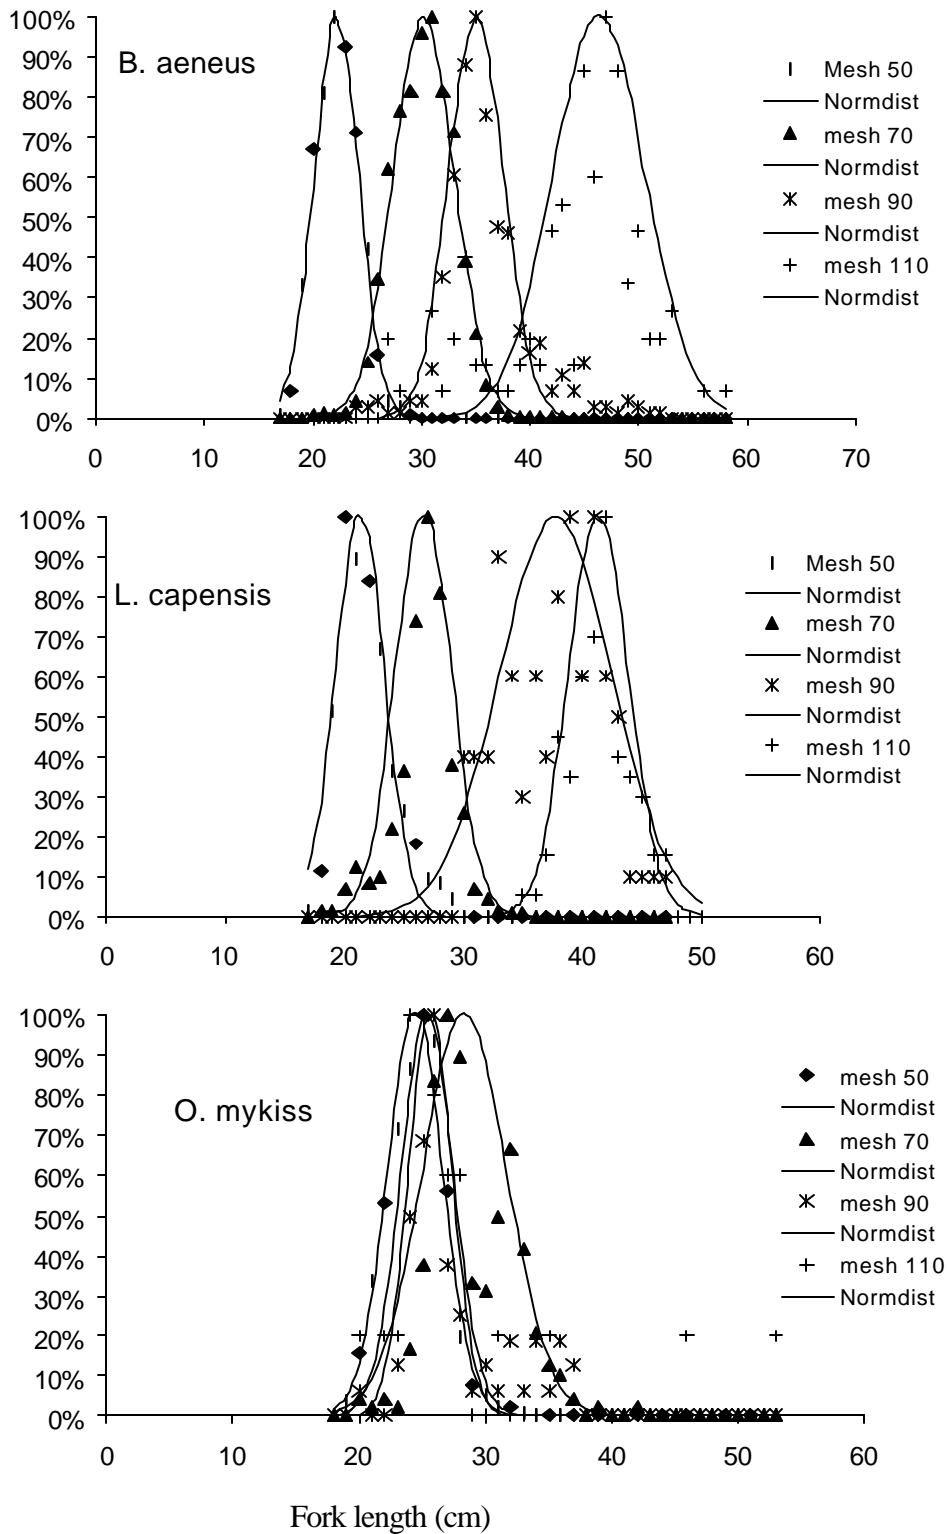 100%
90%
80%
70%
60%
50%
40%
30%
20%
10%
0%
B. aeneus
Mesh 50
Normdist
mesh 70
Normdist
mesh 90
Normdist
mesh 110
Normdist
0 10 20 30 40 50 60 70
100%
90%
80%
70%
60%
50%
40%
30%
20%
10%
0%
L. capensis
Mesh 50
Normdist
mesh 70
Normdist
mesh 90
Normdist
mesh 110
Normdist
0 10 20 30 40 50 60
100%
90%
80%
70%
60%
50%
40%
30%
20%
10%
0%
O. mykiss
mesh 50
Normdist
mesh 70
Normdist
mesh 90
Normdist
mesh 110
Normdist
0 10 20 30 40 50 60
Fork length (cm)